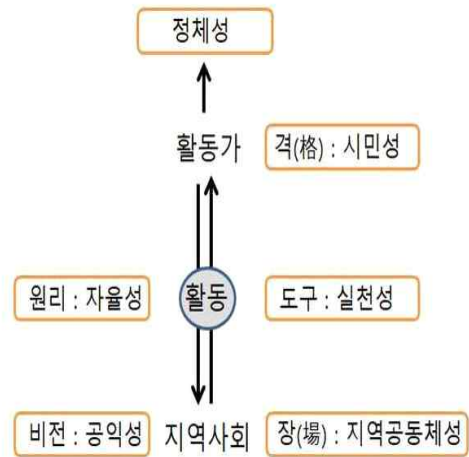 정체성
활동가
격(格) : 시민성
원리 : 자율성
활동
도구 : 실천성
비전 : 공익성
지역사회
장(場) : 지역공동체성